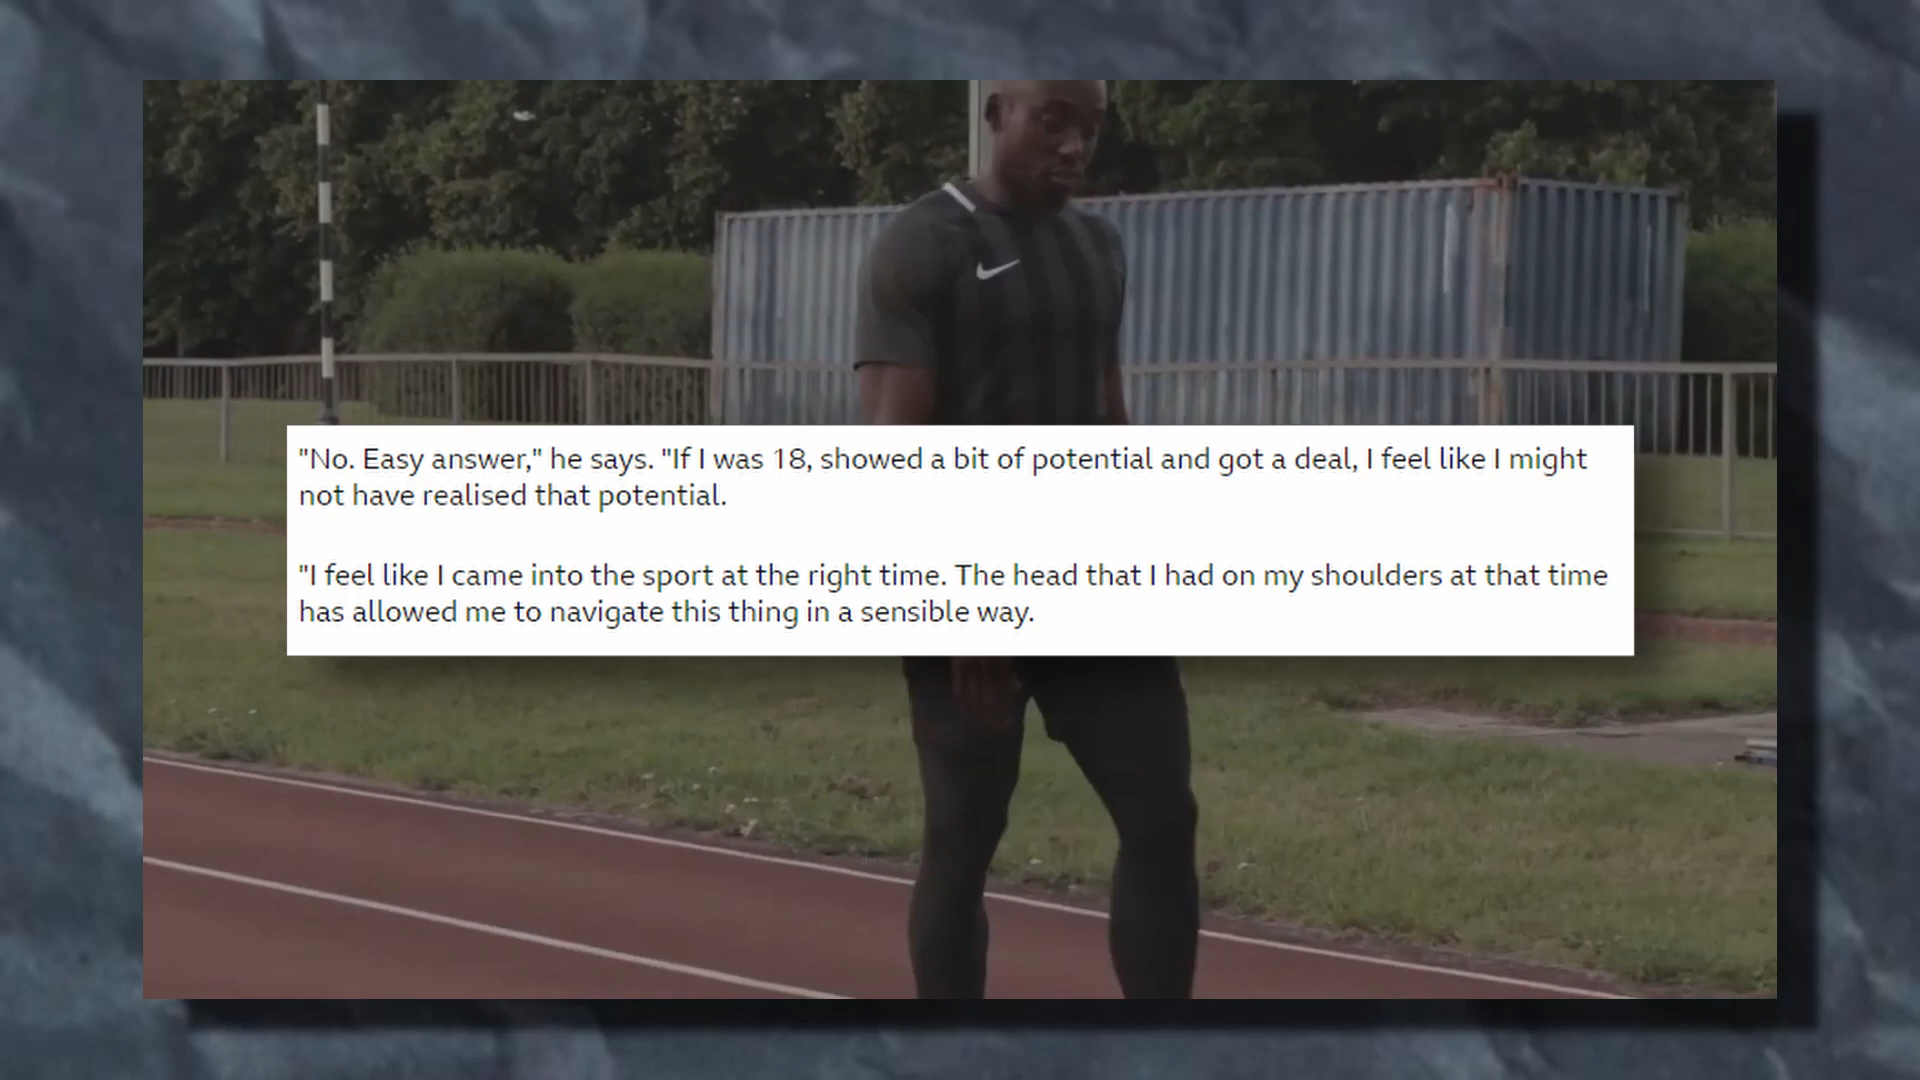 "No. Easy answer," he says. "If I was 18, showed a bit of potential and got a deal, I feel like I might
not have realised that potential.
"I feel like I came into the sport at the right time. The head that I had on my shoulders at that time
has allowed me to navigate this thing in a sensible way.